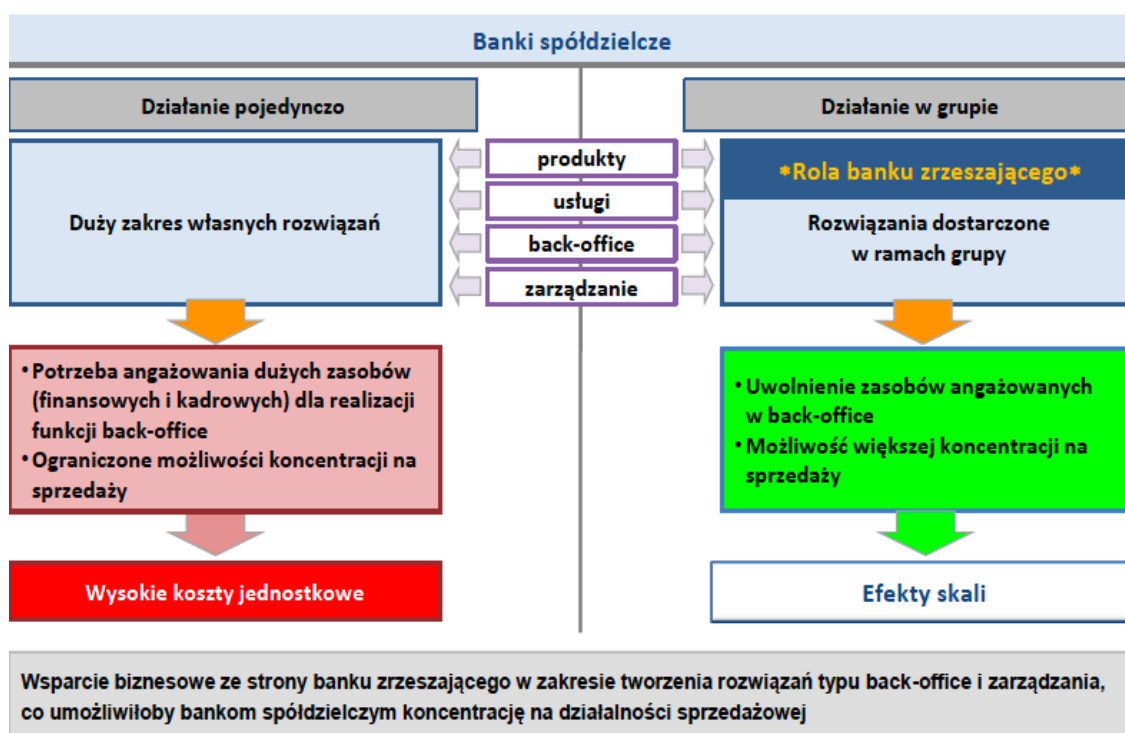 Banki spółdzielcze
Działanie pojedynczo
Działanie w grupie
Duży zakres własnych rozwiązań
produkty
usługi
back-office
zarządzanie
*Rola banku zrzeszającego*
Rozwiązania dostarczone
w ramach grupy
• Potrzeba angażowania dużych zasobów
(finansowych i kadrowych) dla realizacji
funkcji back-office
• Ograniczone możliwości koncentracji na
sprzedaży
• Uwolnienie zasobów angażowanych
w back-office
• Możliwość większej koncentracji na
sprzedaży
Wysokie koszty jednostkowe
Efekty skali
Wsparcie biznesowe ze strony banku zrzeszającego w zakresie tworzenia rozwiązań typu back-office i zarządzania,
co umożliwiłoby bankom spółdzielczym koncentrację na działalności sprzedażowej